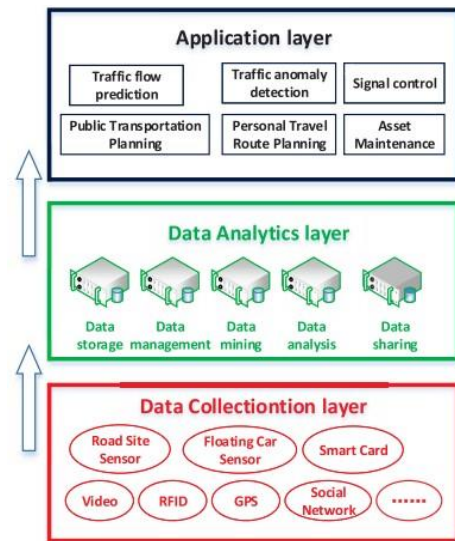 Application layer
Traffic flow
prediction
Traffic anomaly
detection
Signal control
Public Transportation
Planning
Personal Travel
Route Planning
Asset
Maintenance
Data Analytics layer
Data
storage
Data
management
Data
mining
Data
analysis
Data
sharing
Data Collectiontion layer
Road Site
Sensor
Floating Car
Sensor
Smart Card
Video
RFID
GPS
Social
Network
......